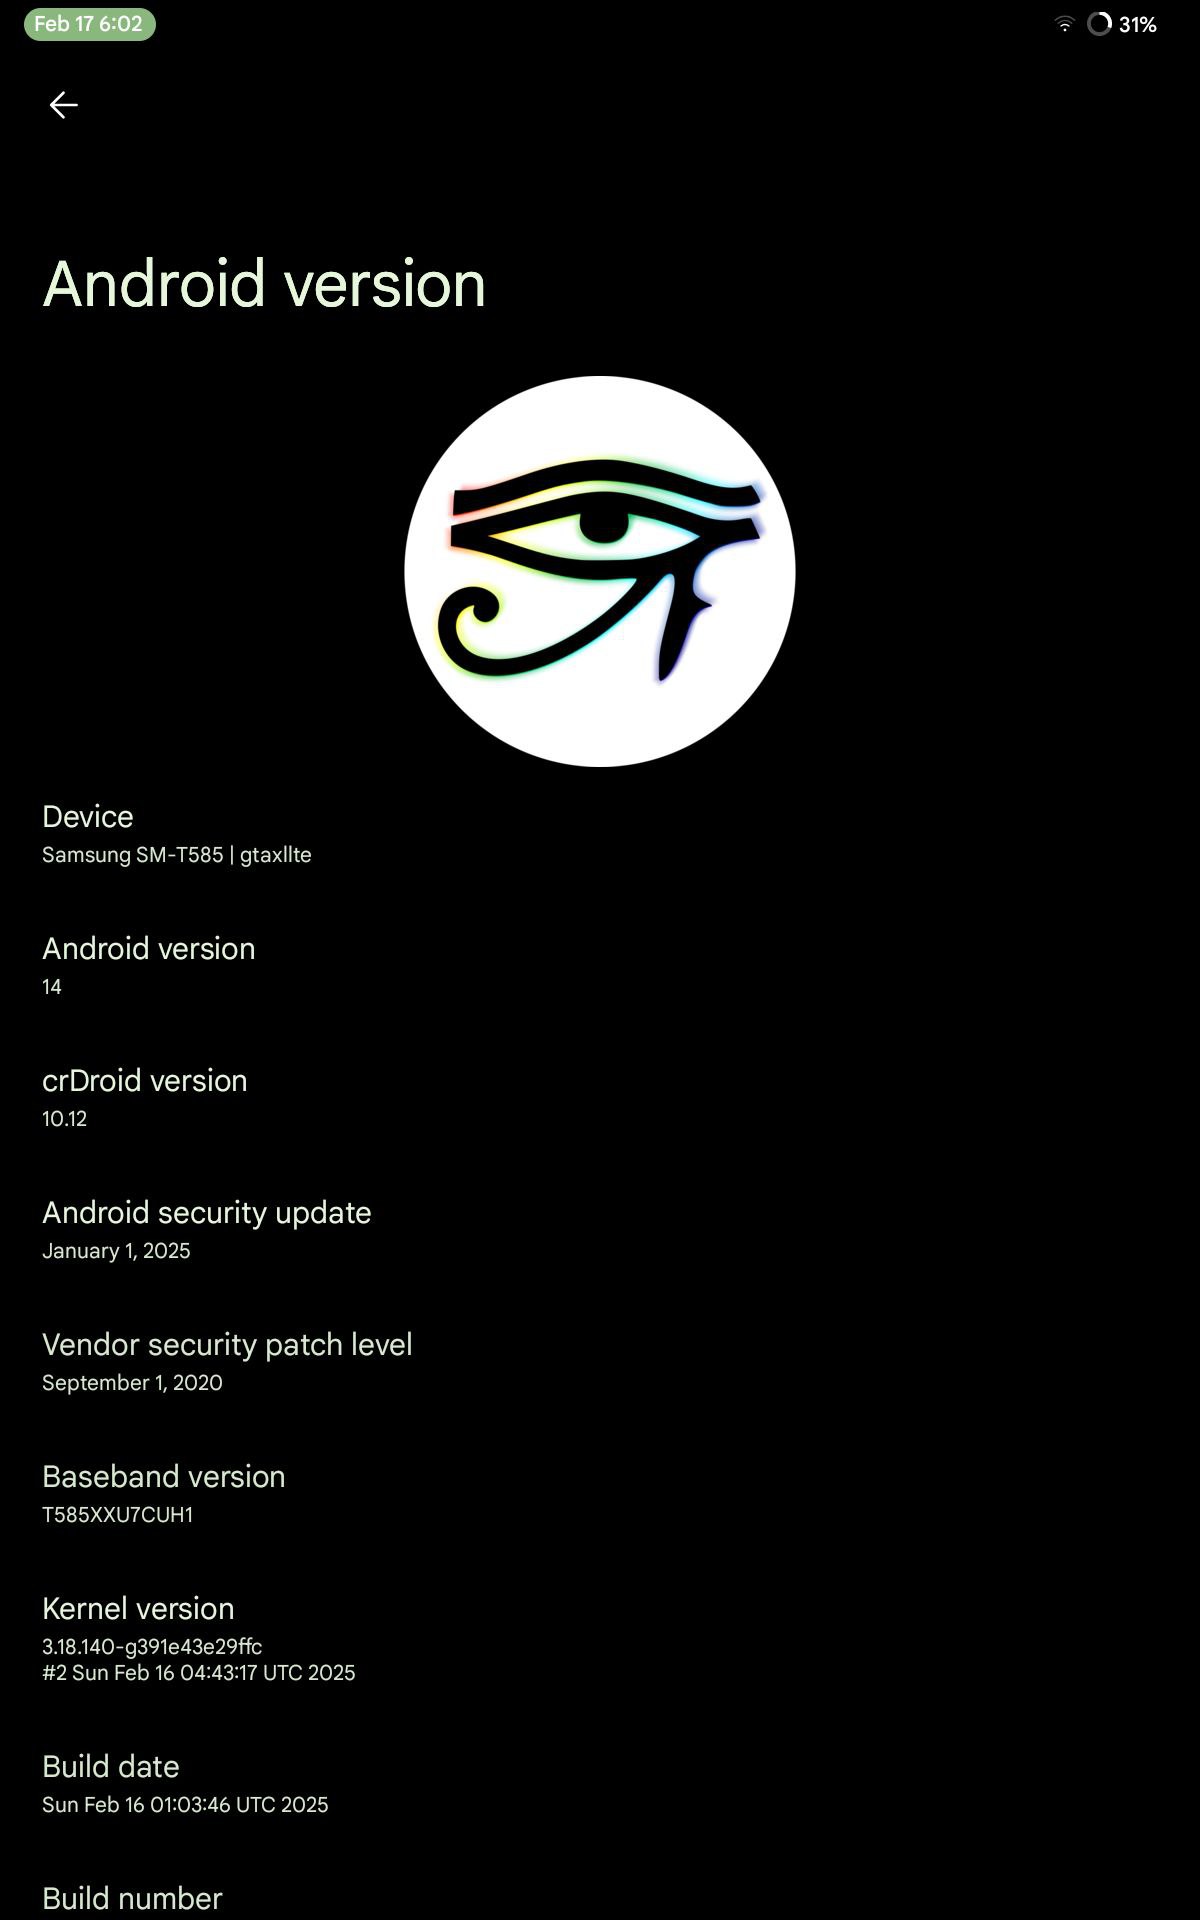 Feb 17 6:02
31%
Android version
Device
Samsung SM-T585 | gtaxllte
Android version
14
crDroid version
10.12
Android security update
January 1, 2025
Vendor security patch level
September 1, 2020
Baseband version
T585XXU7CUH1
Kernel version
3.18.140-g391e43e29ffc
#2 Sun Feb 16 04:43:17 UTC 2025
Build date
Sun Feb 16 01:03:46 UTC 2025
Build number